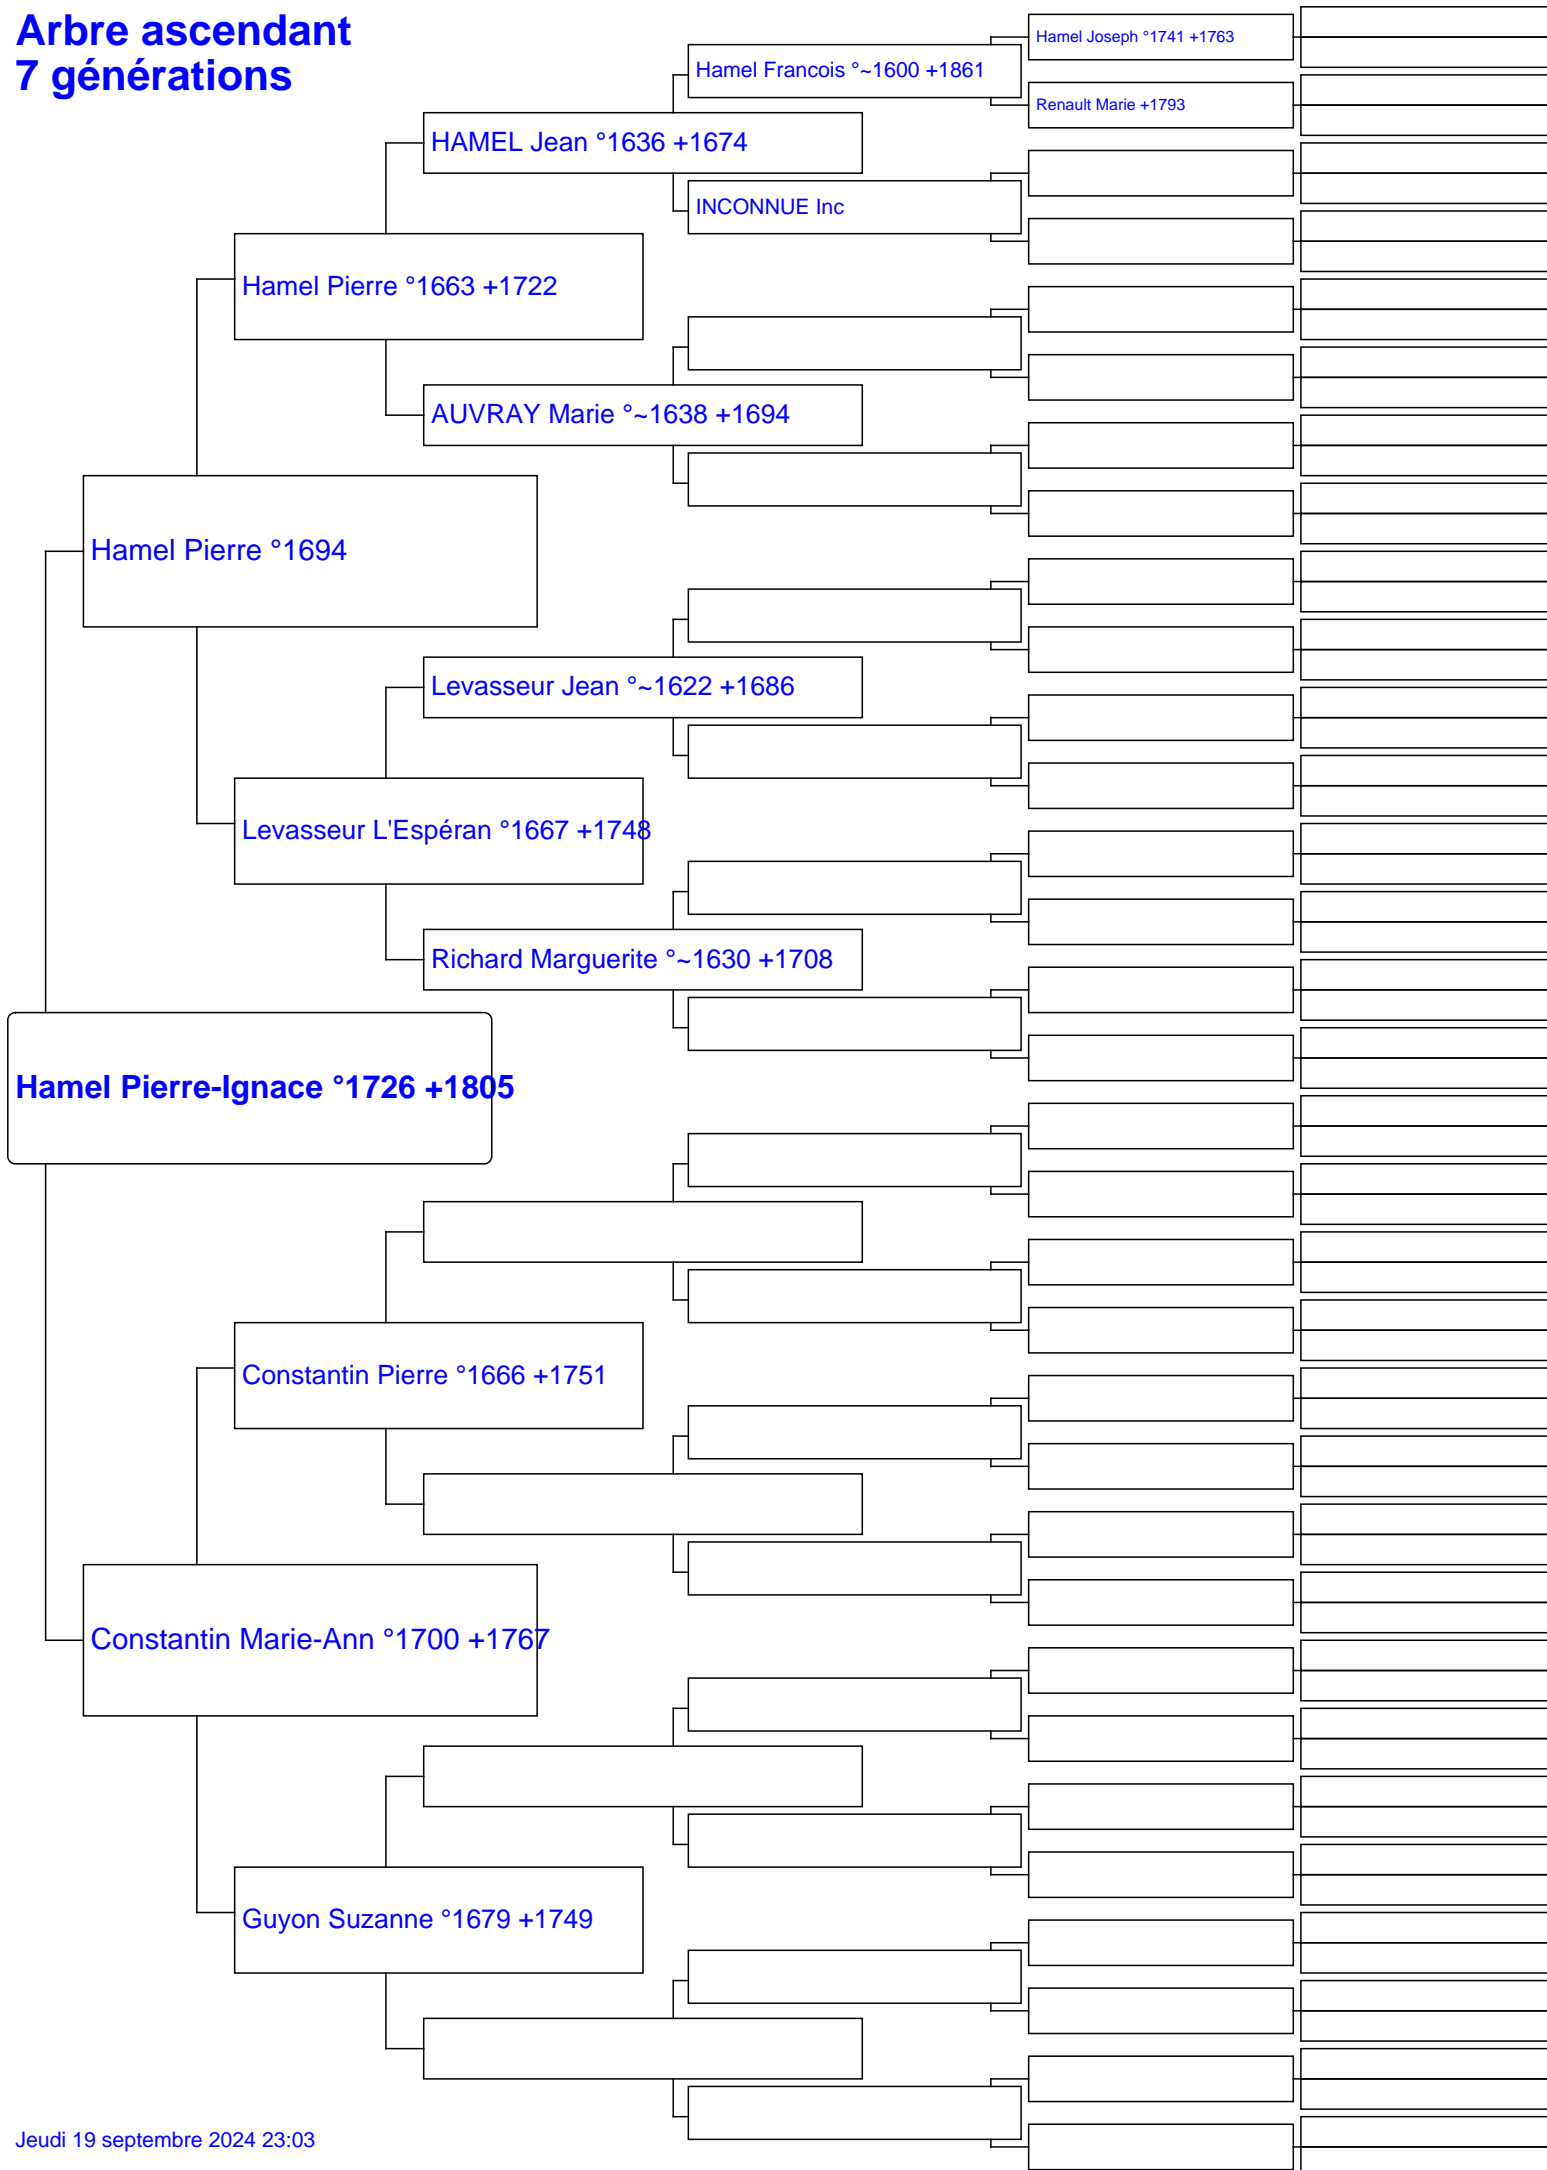 Arbre ascendant
7 générations
Hamel Joseph °1741 +1763
Hamel Francois °~1600 +1861
Renault Marie +1793
HAMEL Jean °1636 +1674
INCONNUE Inc
Hamel Pierre °1663 +1722
AUVRAY Marie °~1638 +1694
Hamel Pierre °1694
Levasseur Jean °~1622 +1686
Levasseur L'Espéran °1667 +1748
Richard Marguerite °~1630 +1708
Hamel Pierre-Ignace °1726 +1805
Constantin Pierre °1666 +1751
Constantin Marie-Ann °1700 +1767
Guyon Suzanne °1679 +1749
Jeudi 19 septembre 2024 23:03